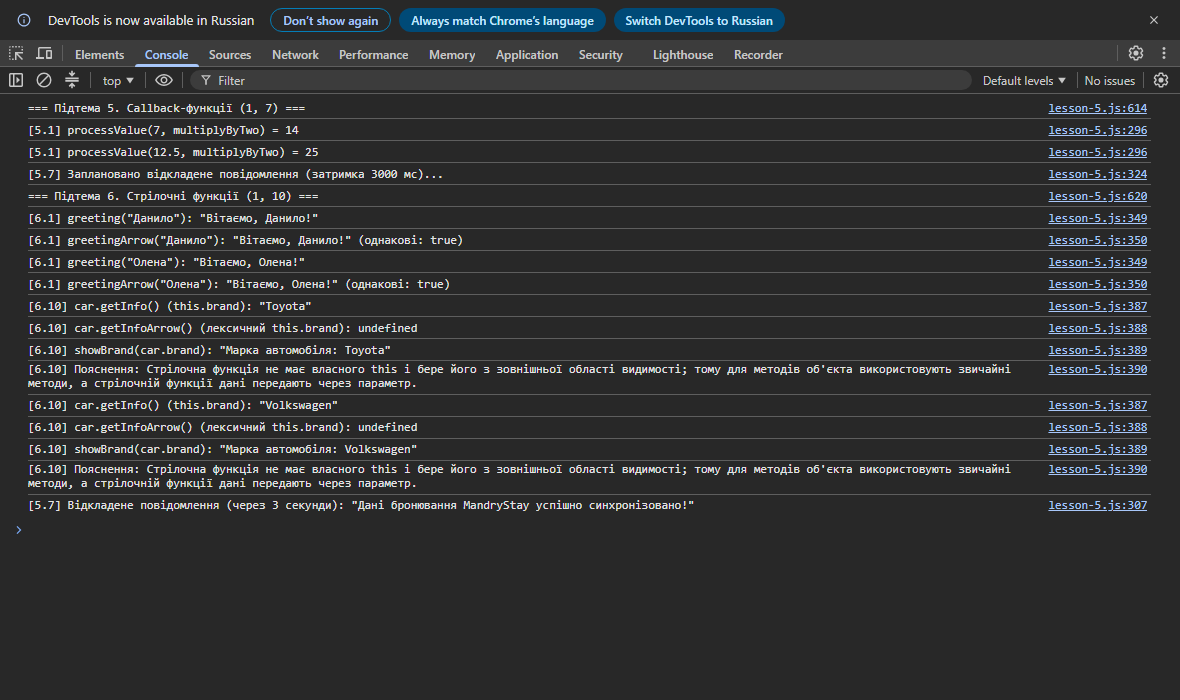 DevTools is now available in Russian Don't show again Always match Chrome's language Switch DevTools to Russian
Elements Console Sources Network Performance Memory Application Security Lighthouse Recorder
top Filter Default levels No issues
=== Підтема 5. Callback-функції (1, 7) === lesson-5.js:614
[5.1] processValue(7, multiplyByTwo) = 14 lesson-5.js:296
[5.1] processValue(12.5, multiplyByTwo) = 25 lesson-5.js:296
[5.7] Заплановано відкладене повідомлення (затримка 3000 мс)... lesson-5.js:324
=== Підтема 6. Стрілочні функції (1, 10) === lesson-5.js:620
[6.1] greeting("Данило"): "Вітаємо, Данило!" lesson-5.js:349
[6.1] greetingArrow("Данило"): "Вітаємо, Данило!" (однакові: true) lesson-5.js:350
[6.1] greeting("Олена"): "Вітаємо, Олена!" lesson-5.js:349
[6.1] greetingArrow("Олена"): "Вітаємо, Олена!" (однакові: true) lesson-5.js:350
[6.10] car.getInfo() (this.brand): "Toyota" lesson-5.js:387
[6.10] car.getInfoArrow() (лексичний this.brand): undefined lesson-5.js:388
[6.10] showBrand(car.brand): "Марка автомобіля: Toyota" lesson-5.js:389
[6.10] Пояснення: Стрілочна функція не має власного this і бере його з зовнішньої області видимості; тому для методів об'єкта використовують звичайні lesson-5.js:390
методи, а стрілочній функції дані передають через параметр.
[6.10] car.getInfo() (this.brand): "Volkswagen" lesson-5.js:387
[6.10] car.getInfoArrow() (лексичний this.brand): undefined lesson-5.js:388
[6.10] showBrand(car.brand): "Марка автомобіля: Volkswagen" lesson-5.js:389
[6.10] Пояснення: Стрілочна функція не має власного this і бере його з зовнішньої області видимості; тому для методів об'єкта використовують звичайні lesson-5.js:390
методи, а стрілочній функції дані передають через параметр.
[5.7] Відкладене повідомлення (через 3 секунди): "Дані бронювання MandryStay успішно синхронізовано!" lesson-5.js:307